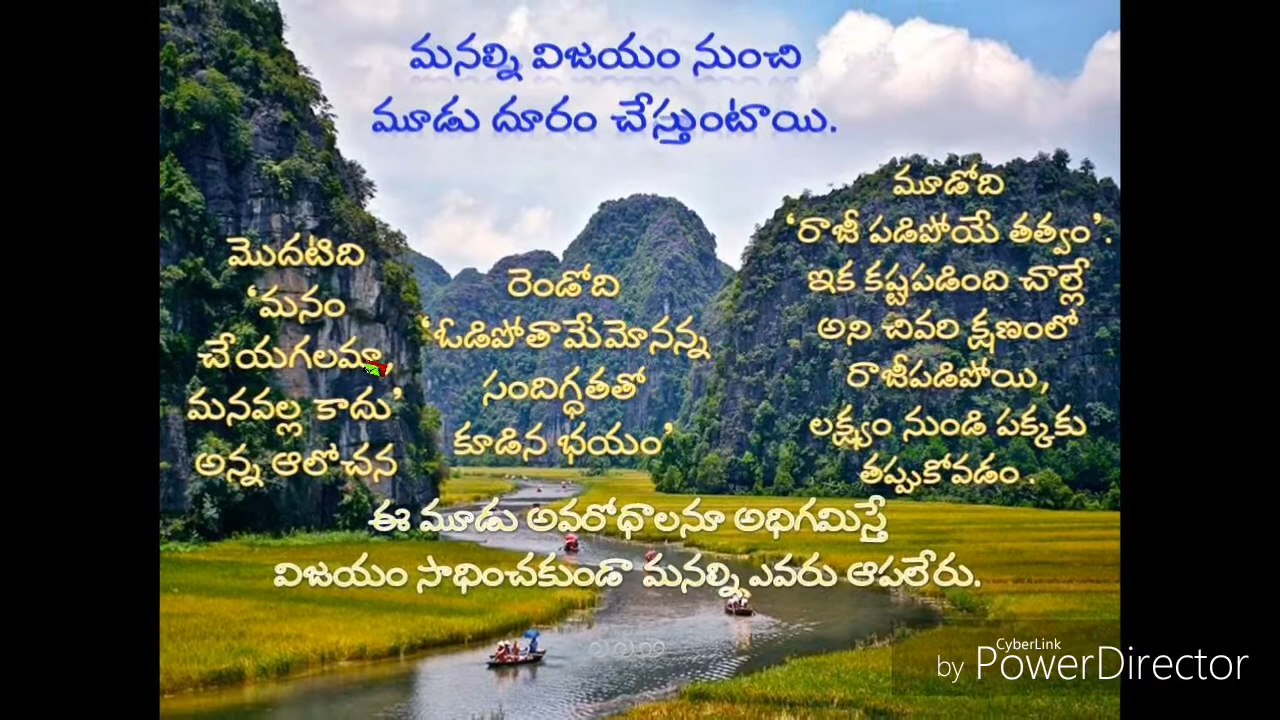 మనల్ని విజయం నుంచి
మూడు దూరం చేస్తుంటాయి.
మొదటిది
‘మనం
చేయగలమా,
మనవల్ల కాదు’
అన్న ఆలోచన
రెండోది
‘ఓడిపోతామేమోనన్న
సందిగ్ధతతో
కూడిన భయం’
మూడోది
‘రాజీ పడిపోయే తత్వం’.
ఇక కష్టపడింది చాల్లే
అని చివరి క్షణంలో
రాజీపడిపోయి,
లక్ష్యం నుండి పక్కకు
తప్పుకోవడం.
ఈ మూడు అవరోధాలనూ అధిగమిస్తే
విజయం సాధించకుండా మనల్ని ఎవరు ఆపలేరు.
CyberLink
by PowerDirector